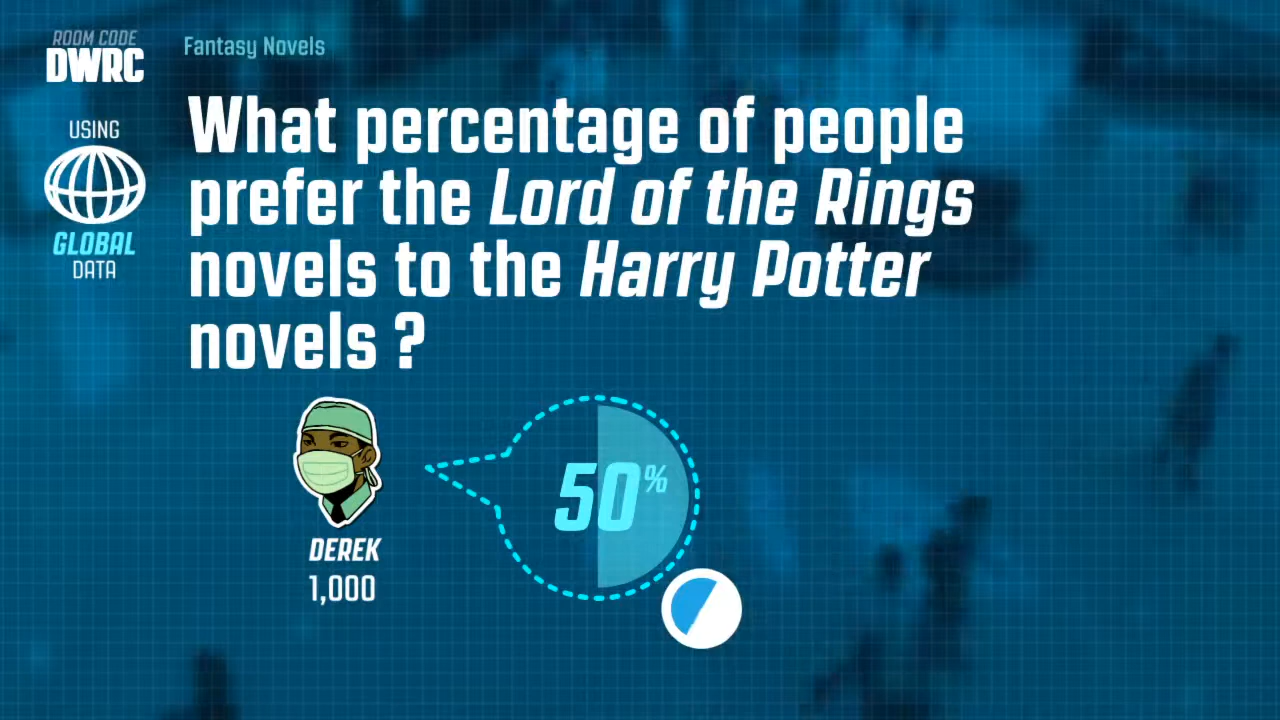 ROOM CODE
DWRC
Fantasy Novels
USING
GLOBAL
DATA
What percentage of people
prefer the Lord of the Rings
novels to the Harry Potter
novels ?
50%
DEREK
1,000